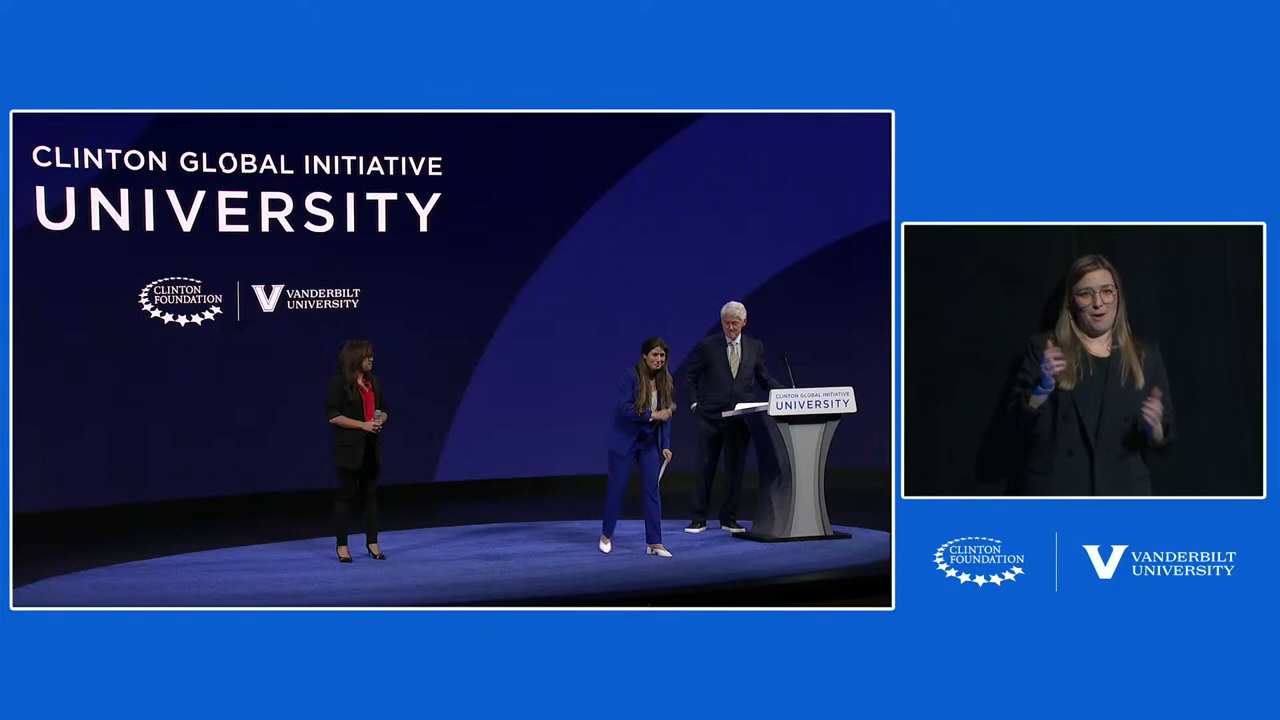 CLINTON GLOBAL INITIATIVE
UNIVERSITY
CLINTON
FOUNDATION
VANDERBILT
UNIVERSITY
CLINTON GLOBAL INITIATIVE
UNIVERSITY
CLINTON
FOUNDATION
VANDERBILT
UNIVERSITY